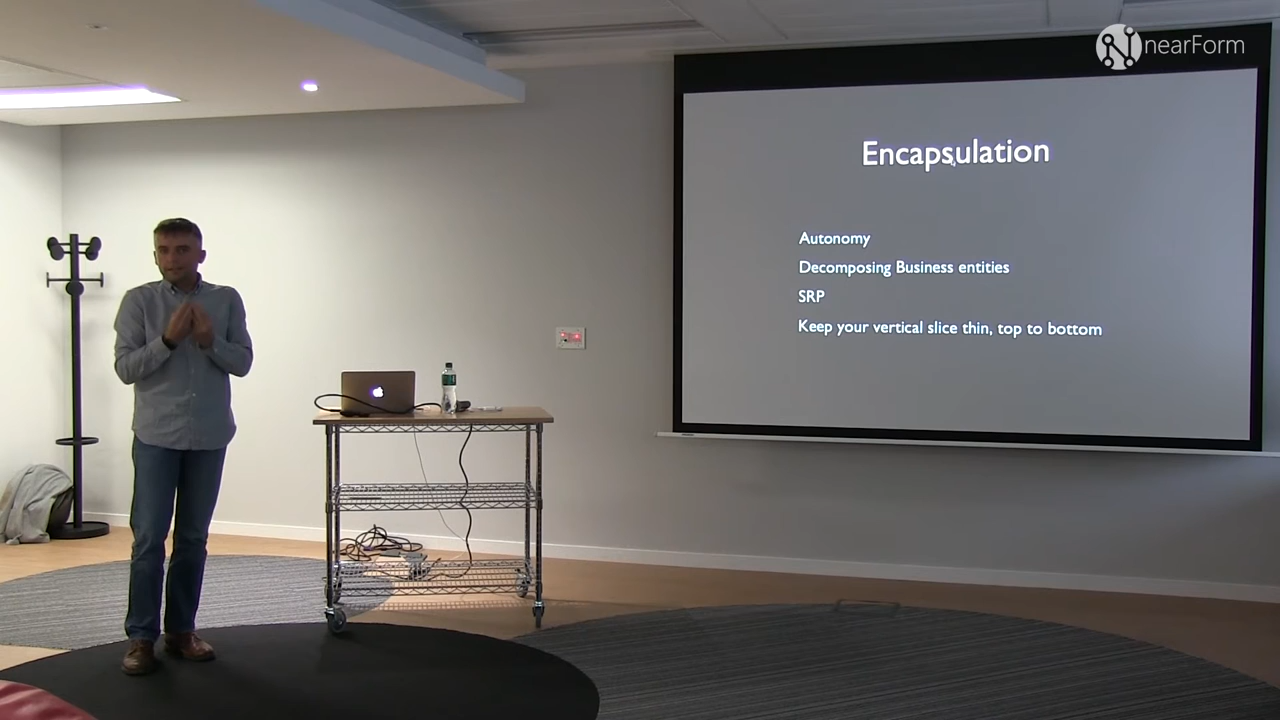 nearForm
Encapsulation
Autonomy
Decomposing Business entities
SRP
Keep your vertical slice thin, top to bottom